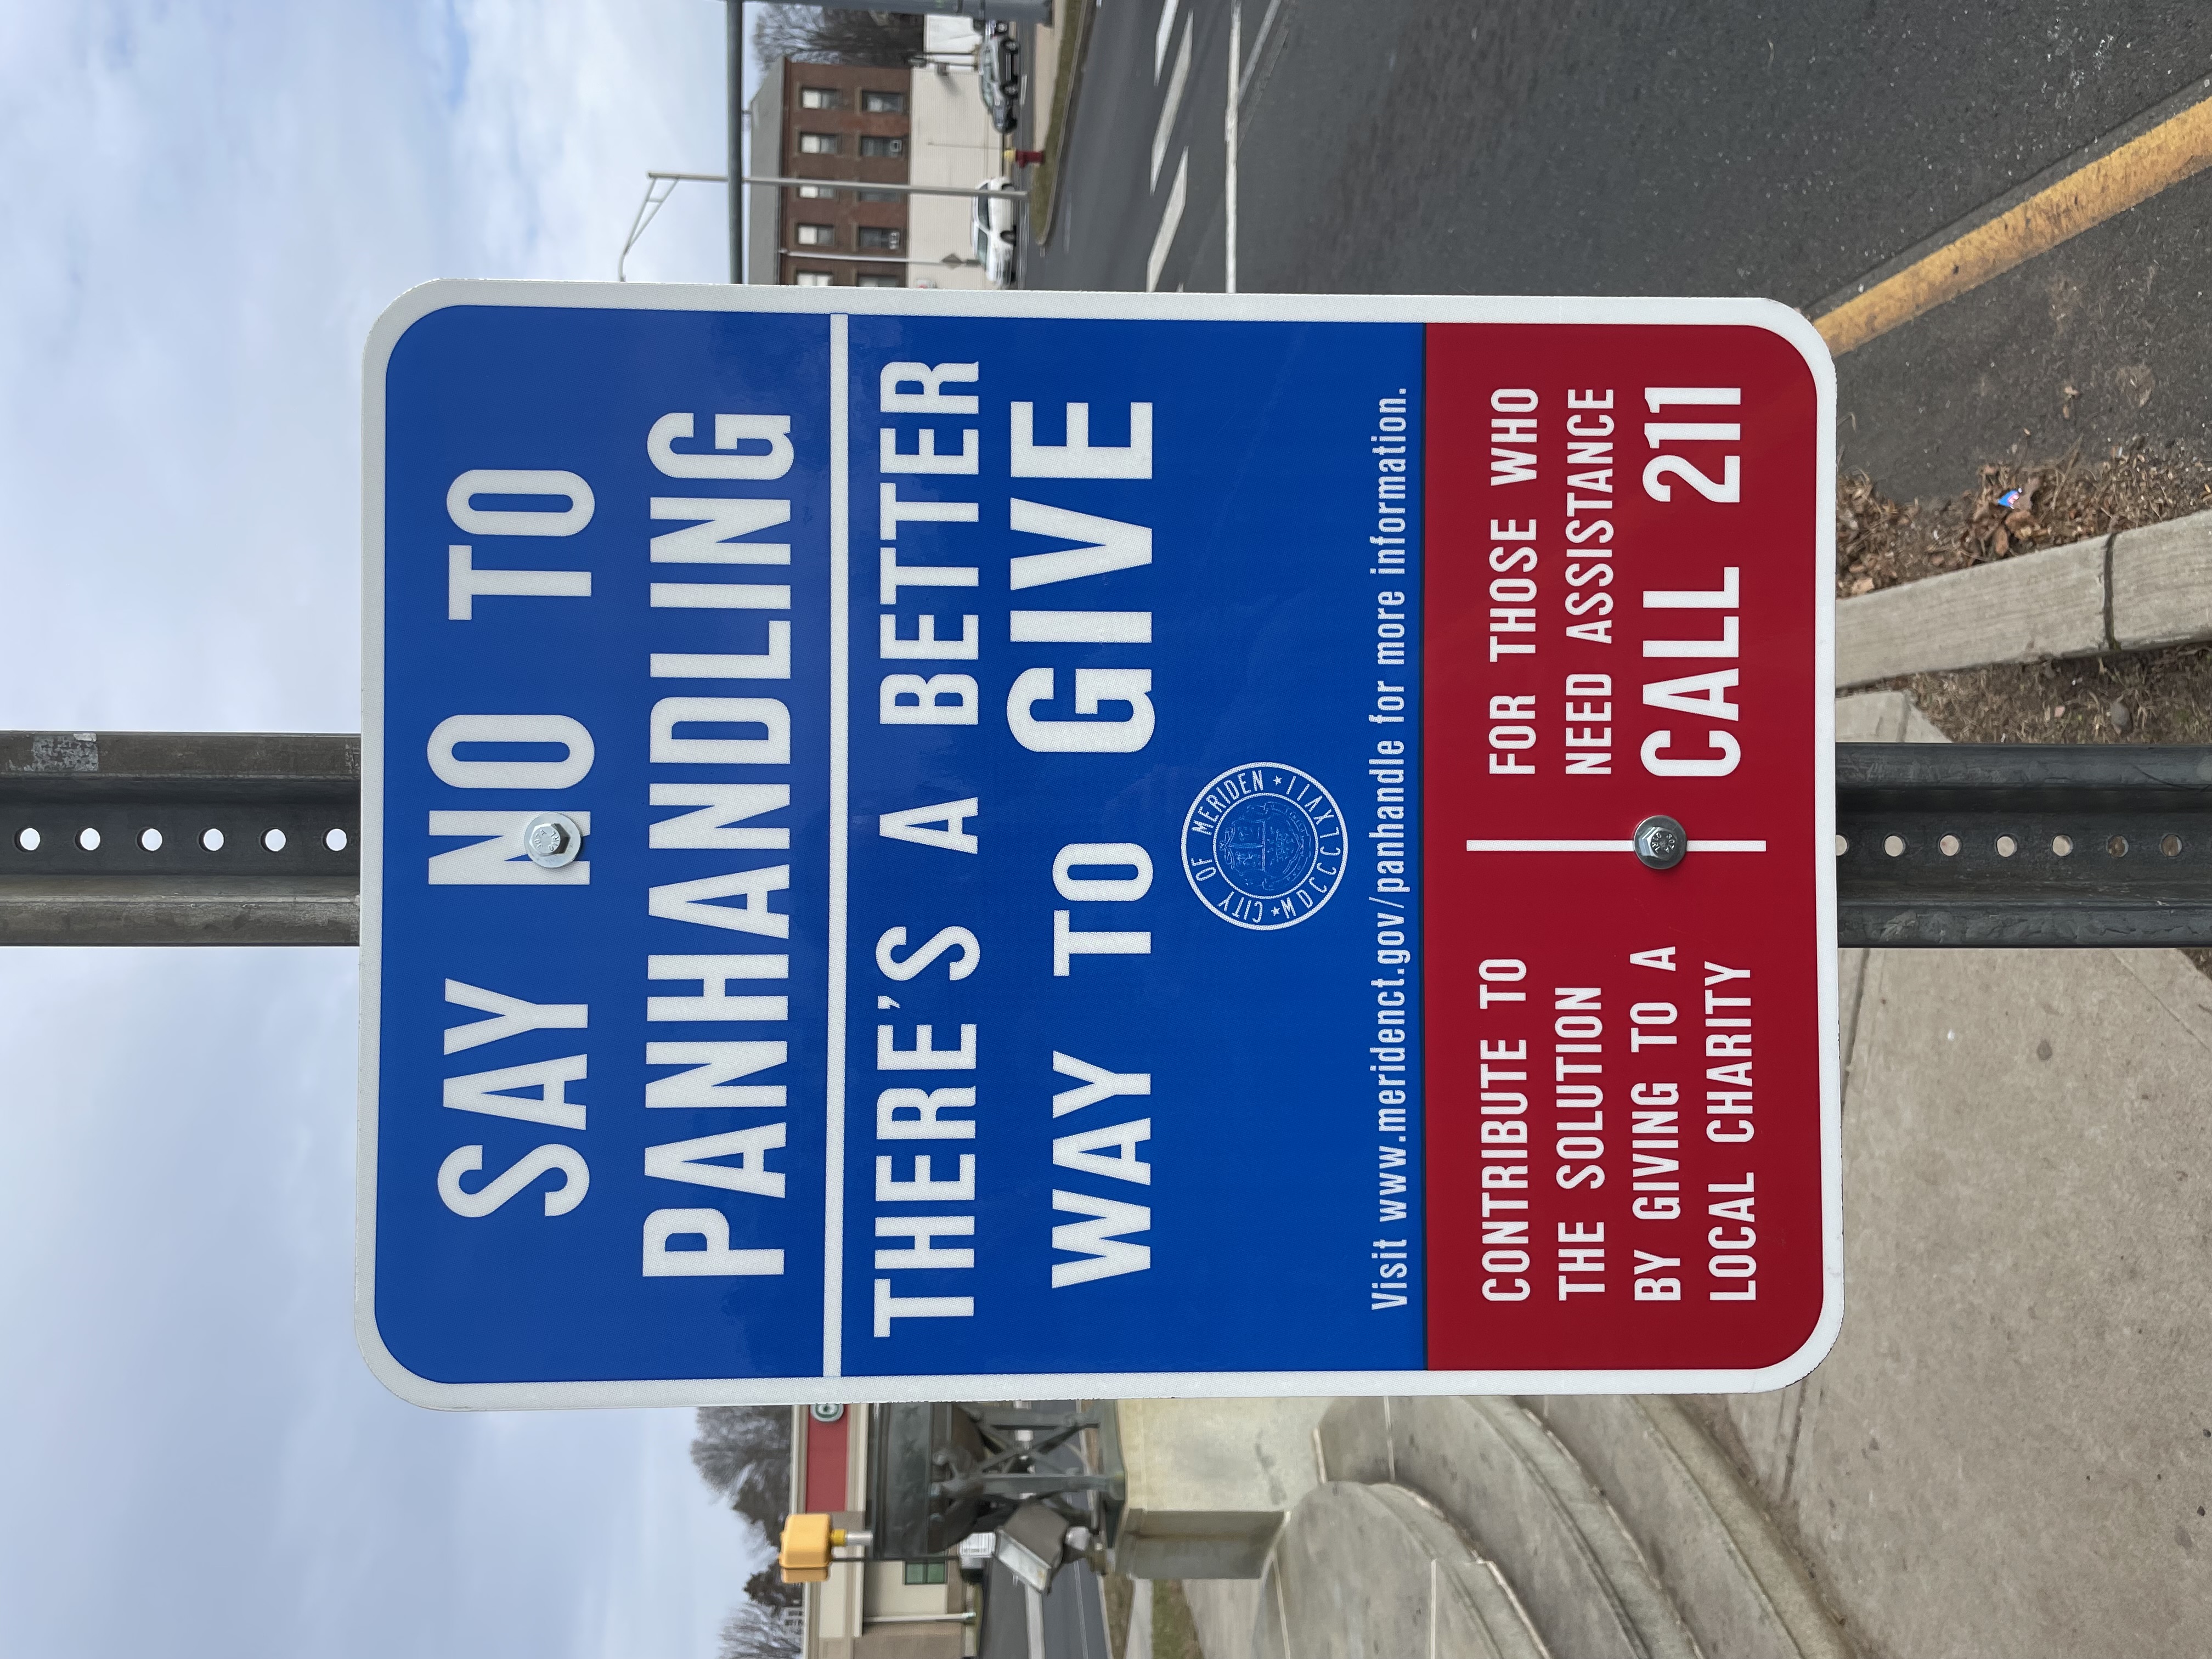 SAY NO TO
PANHANDLING
THERE'S A BETTER
WAY TO GIVE
CITY OF MERIDEN
MDCCCLXVII
Visit www.meridenct.gov/panhandle for more information.
CONTRIBUTE TO
THE SOLUTION
BY GIVING TO A
LOCAL CHARITY
FOR THOSE WHO
NEED ASSISTANCE
CALL 211